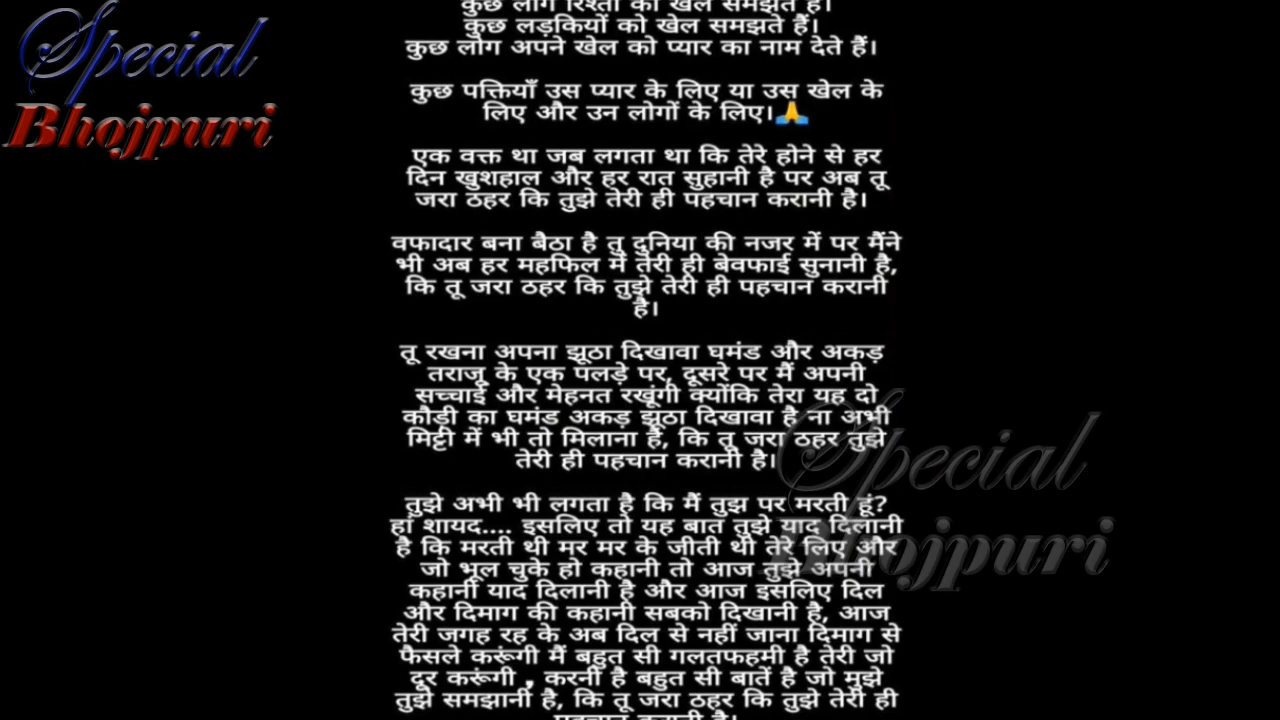 Special
Bhojpuri
कुछ लोग रिश्तों को खेल समझते हैं।
कुछ लड़कियों को खेल समझते हैं।
कुछ लोग अपने खेल को प्यार का नाम देते हैं।
कुछ पक्तियाँ उस प्यार के लिए या उस खेल के
लिए और उन लोगों के लिए।🙏
एक वक्त था जब लगता था कि तेरे होने से हर
दिन खुशहाल और हर रात सुहानी है पर अब तू
जरा ठहर कि तुझे तेरी ही पहचान करानी है।
वफादार बना बैठा है तु दुनिया की नजर में पर मैंने
भी अब हर महफिल में तेरी ही बेवफाई सुनानी है,
कि तू जरा ठहर कि तुझे तेरी ही पहचान करानी
है।
तू रखना अपना झूठा दिखावा घमंड और अकड़
तराजू के एक पलड़े पर, दूसरे पर मैं अपनी
सच्चाई और मेहनत रखूंगी क्योंकि तेरा यह दो
कौड़ी का घमंड अकड़ झूठा दिखावा है ना अभी
मिट्टी में भी तो मिलाना है, कि तू जरा ठहर तुझे
तेरी ही पहचान करानी है।
तुझे अभी भी लगता है कि मैं तुझ पर मरती हूं?
हां शायद.... इसलिए तो यह बात तुझे याद दिलानी
है कि मरती थी मर मर के जीती थी तेरे लिए और
जो भूल चुके हो कहानी तो आज तुझे अपनी
कहानी याद दिलानी है और आज इसलिए दिल
और दिमाग की कहानी सबको दिखानी है, आज
तेरी जगह रह के अब दिल से नहीं जाना दिमाग से
फैसले करूंगी मैं बहुत सी गलतफहमी है तेरी जो
दूर करूंगी , करनी है बहुत सी बातें है जो मुझे
तुझे समझानी है, कि तू जरा ठहर कि तुझे तेरी ही
पहचान करानी है।
Special
Bhojpuri